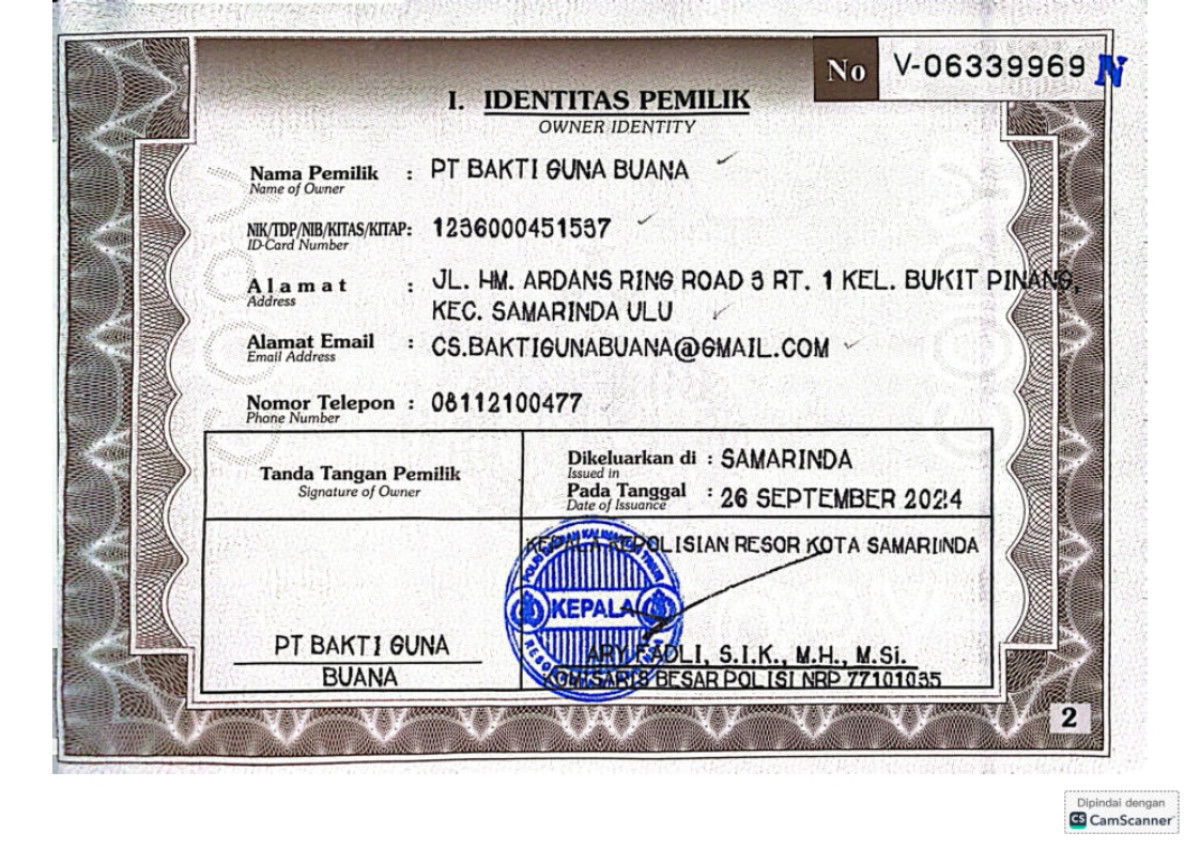 No V-06339969 N
I. IDENTITAS PEMILIK
OWNER IDENTITY
Nama Pemilik : PT BAKTI GUNA BUANA
Name of Owner
NIK/TDP/NIB/KITAS/KITAP: 1236000451537
ID-Card Number
Alamat : JL. HM. ARDANS RING ROAD 3 RT. 1 KEL. BUKIT PINANG,
Address
KEC. SAMARINDA ULU
Alamat Email : CS.BAKTIGUNABUANA@GMAIL.COM
Email Address
Nomor Telepon : 08112100477
Phone Number
Tanda Tangan Pemilik
Signature of Owner
Dikeluarkan di : SAMARINDA
Issued in
Pada Tanggal : 26 SEPTEMBER 2024
Date of Issuance
KEPALA KEPOLISIAN RESOR KOTA SAMARINDA
KEPALA
PT BAKTI GUNA
BUANA
ARY FADLI, S.I.K., M.H., M.Si.
KOMISARIS BESAR POLISI NRP 77101035
2
Dipindai dengan
CS CamScanner